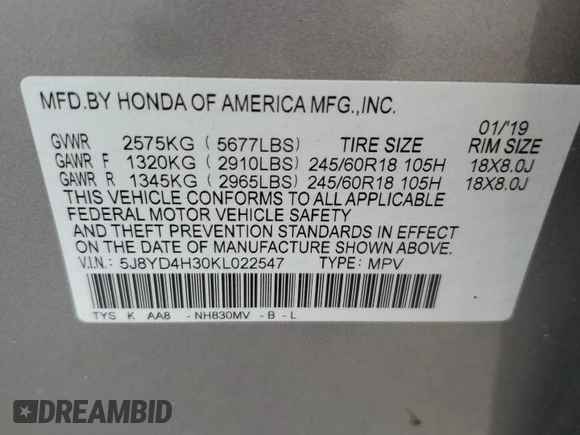 MFD.BY HONDA OF AMERICA MFG.,INC.
01/'19
GVWR 2575KG ( 5677LBS) TIRE SIZE RIM SIZE
GAWR F 1320KG ( 2910LBS) 245/60R18 105H 18X8.0J
GAWR R 1345KG ( 2965LBS) 245/60R18 105H 18X8.0J
THIS VEHICLE CONFORMS TO ALL APPLICABLE
FEDERAL MOTOR VEHICLE SAFETY
AND THEFT PREVENTION STANDARDS IN EFFECT
ON THE DATE OF MANUFACTURE SHOWN ABOVE.
V.I.N.: 5J8YD4H30KL022547 TYPE: MPV
TYS K AA8 -NH830MV -B -L
DREAMBID